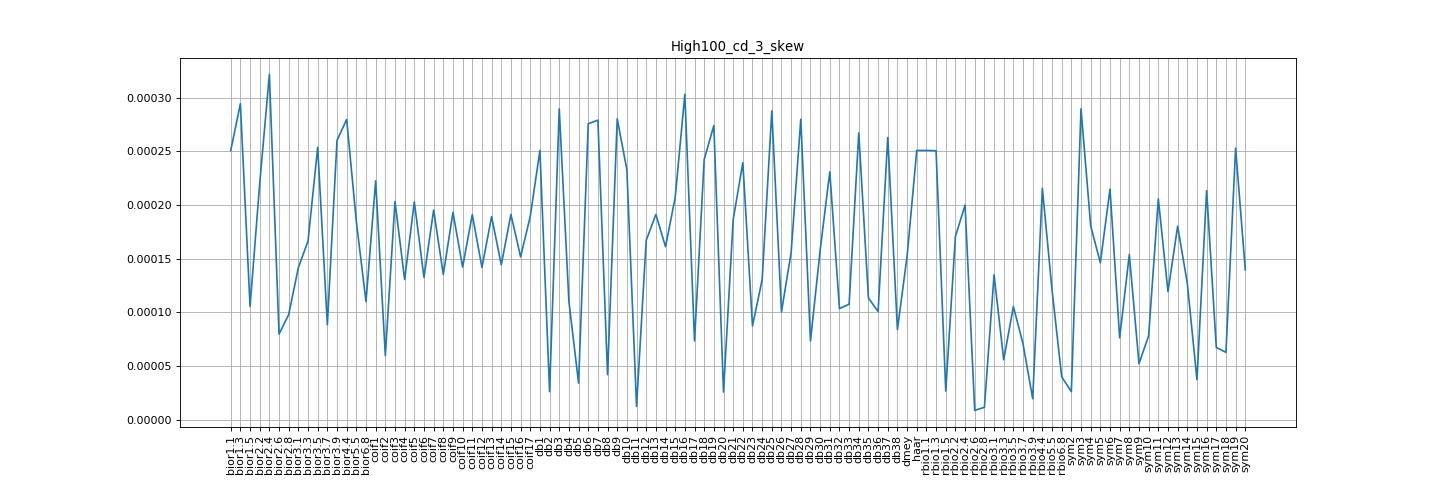 High100_cd_3_skew
0.00030
0.00025
0.00020
0.00015
0.00010
0.00005
0.00000
bior1.1
bior1.3
bior1.5
bior2.2
bior2.4
bior2.6
bior2.8
bior3.1
bior3.3
bior3.5
bior3.7
bior3.9
bior4.4
bior5.5
bior6.8
coif1
coif2
coif3
coif4
coif5
coif6
coif7
coif8
coif9
coif10
coif11
coif12
coif13
coif14
coif15
coif16
coif17
db1
db2
db3
db4
db5
db6
db7
db8
db9
db10
db11
db12
db13
db14
db15
db16
db17
db18
db19
db20
db21
db22
db23
db24
db25
db26
db27
db28
db29
db30
db31
db32
db33
db34
db35
db36
db37
db38
dmey
haar
rbio1.1
rbio1.3
rbio1.5
rbio2.2
rbio2.4
rbio2.6
rbio2.8
rbio3.1
rbio3.3
rbio3.5
rbio3.7
rbio3.9
rbio4.4
rbio5.5
rbio6.8
sym2
sym3
sym4
sym5
sym6
sym7
sym8
sym9
sym10
sym11
sym12
sym13
sym14
sym15
sym16
sym17
sym18
sym19
sym20